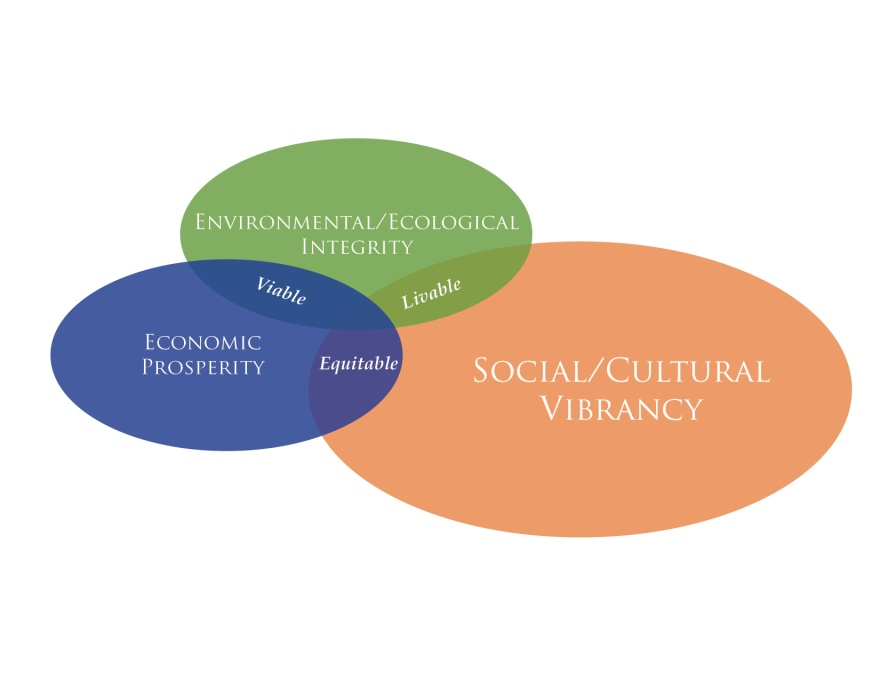 Environmental/Ecological
Integrity
Viable
Livable
Economic
Prosperity
Equitable
Social/Cultural
Vibrancy